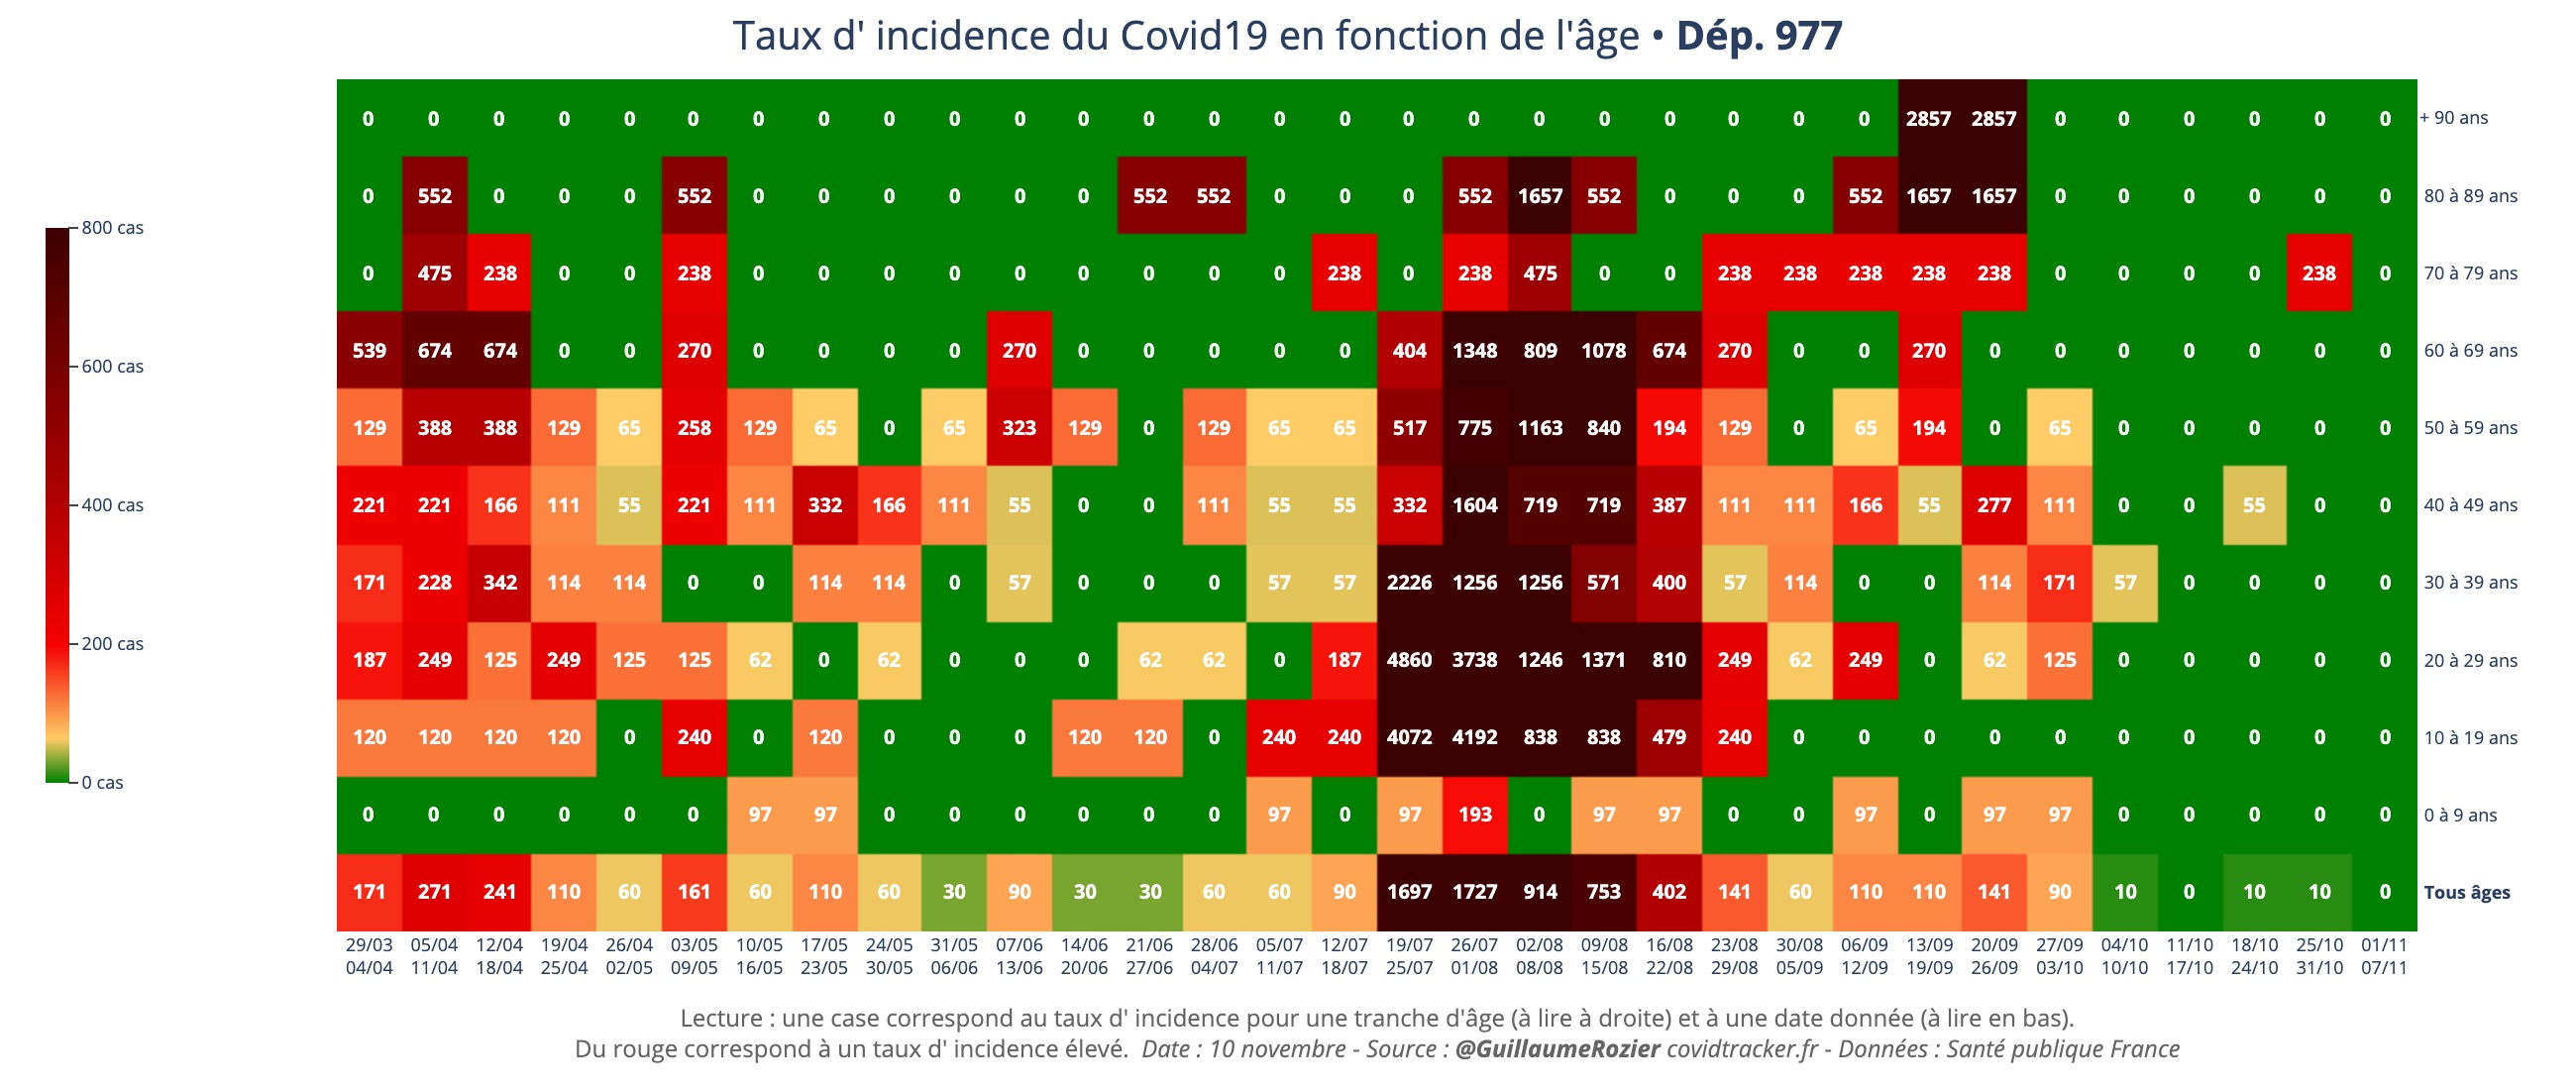 Taux d' incidence du Covid19 en fonction de l'âge • Dép. 977
0 0 0 0 0 0 0 0 0 0 0 0 0 0 0 0 0 0 0 0 0 0 0 0 2857 2857 0 0 0 0 0 0 + 90 ans
0 552 0 0 0 552 0 0 0 0 0 0 552 552 0 0 0 552 1657 552 0 0 0 552 1657 1657 0 0 0 0 0 0 80 à 89 ans
800 cas
0 475 238 0 0 238 0 0 0 0 0 0 0 0 0 238 0 238 475 0 0 238 238 238 238 238 0 0 0 0 238 0 70 à 79 ans
539 674 674 0 0 270 0 0 0 0 270 0 0 0 0 0 404 1348 809 1078 674 270 0 0 270 0 0 0 0 0 0 0 60 à 69 ans
600 cas
129 388 388 129 65 258 129 65 0 65 323 129 0 129 65 65 517 775 1163 840 194 129 0 65 194 0 65 0 0 0 0 0 50 à 59 ans
400 cas
221 221 166 111 55 221 111 332 166 111 55 0 0 111 55 55 332 1604 719 719 387 111 111 166 55 277 111 0 0 55 0 0 40 à 49 ans
171 228 342 114 114 0 0 114 114 0 57 0 0 0 57 57 2226 1256 1256 571 400 57 114 0 0 114 171 57 0 0 0 0 30 à 39 ans
200 cas
187 249 125 249 125 125 62 0 62 0 0 0 62 62 0 187 4860 3738 1246 1371 810 249 62 249 0 62 125 0 0 0 0 0 20 à 29 ans
120 120 120 120 0 240 0 120 0 0 0 120 120 0 240 240 4072 4192 838 838 479 240 0 0 0 0 0 0 0 0 0 0 10 à 19 ans
0 cas
0 0 0 0 0 0 97 97 0 0 0 0 0 0 97 0 97 193 0 97 97 0 0 97 0 97 97 0 0 0 0 0 0 à 9 ans
171 271 241 110 60 161 60 110 60 30 90 30 30 60 60 90 1697 1727 914 753 402 141 60 110 110 141 90 10 0 10 10 0 Tous âges
29/03 05/04 12/04 19/04 26/04 03/05 10/05 17/05 24/05 31/05 07/06 14/06 21/06 28/06 05/07 12/07 19/07 26/07 02/08 09/08 16/08 23/08 30/08 06/09 13/09 20/09 27/09 04/10 11/10 18/10 25/10 01/11
04/04 11/04 18/04 25/04 02/05 09/05 16/05 23/05 30/05 06/06 13/06 20/06 27/06 04/07 11/07 18/07 25/07 01/08 08/08 15/08 22/08 29/08 05/09 12/09 19/09 26/09 03/10 10/10 17/10 24/10 31/10 07/11
Lecture : une case correspond au taux d' incidence pour une tranche d'âge (à lire à droite) et à une date donnée (à lire en bas).
Du rouge correspond à un taux d' incidence élevé. Date : 10 novembre - Source : @GuillaumeRozier covidtracker.fr - Données : Santé publique France